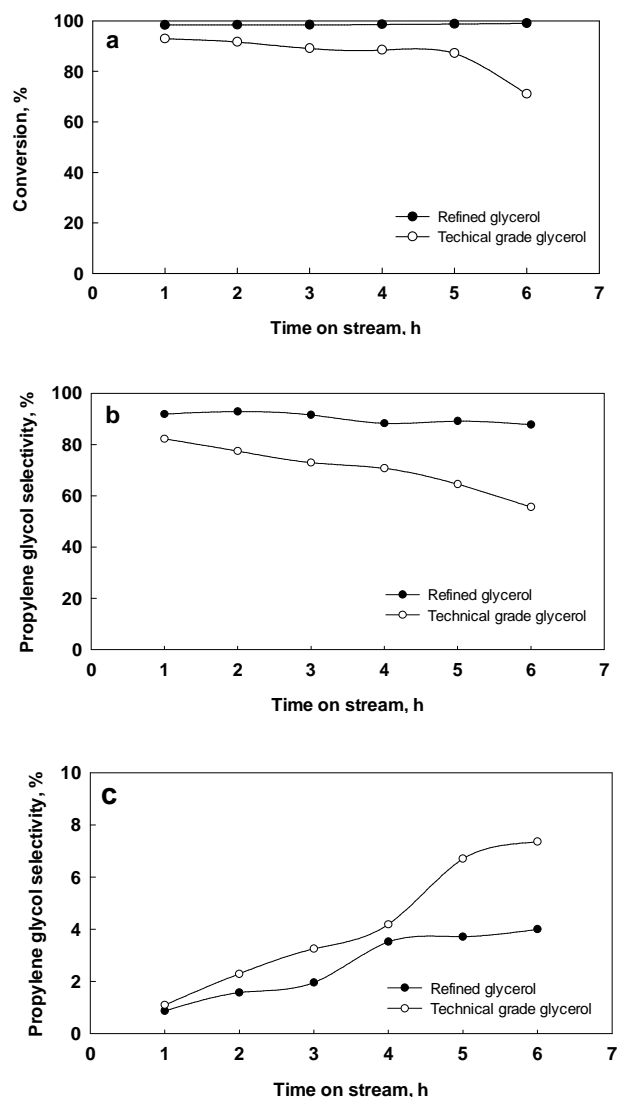 100
a
80
60
40
20
0
Conversion, %
Refined glycerol
Techical grade glycerol
0 1 2 3 4 5 6 7
Time on stream, h
100
b
80
60
40
20
0
Propylene glycol selectivity, %
Refined glycerol
Technical grade glycerol
0 1 2 3 4 5 6 7
Time on stream, h
10
c
8
6
4
2
0
Propylene glycol selectivity, %
Refined glycerol
Technical grade glycerol
0 1 2 3 4 5 6 7
Time on stream, h